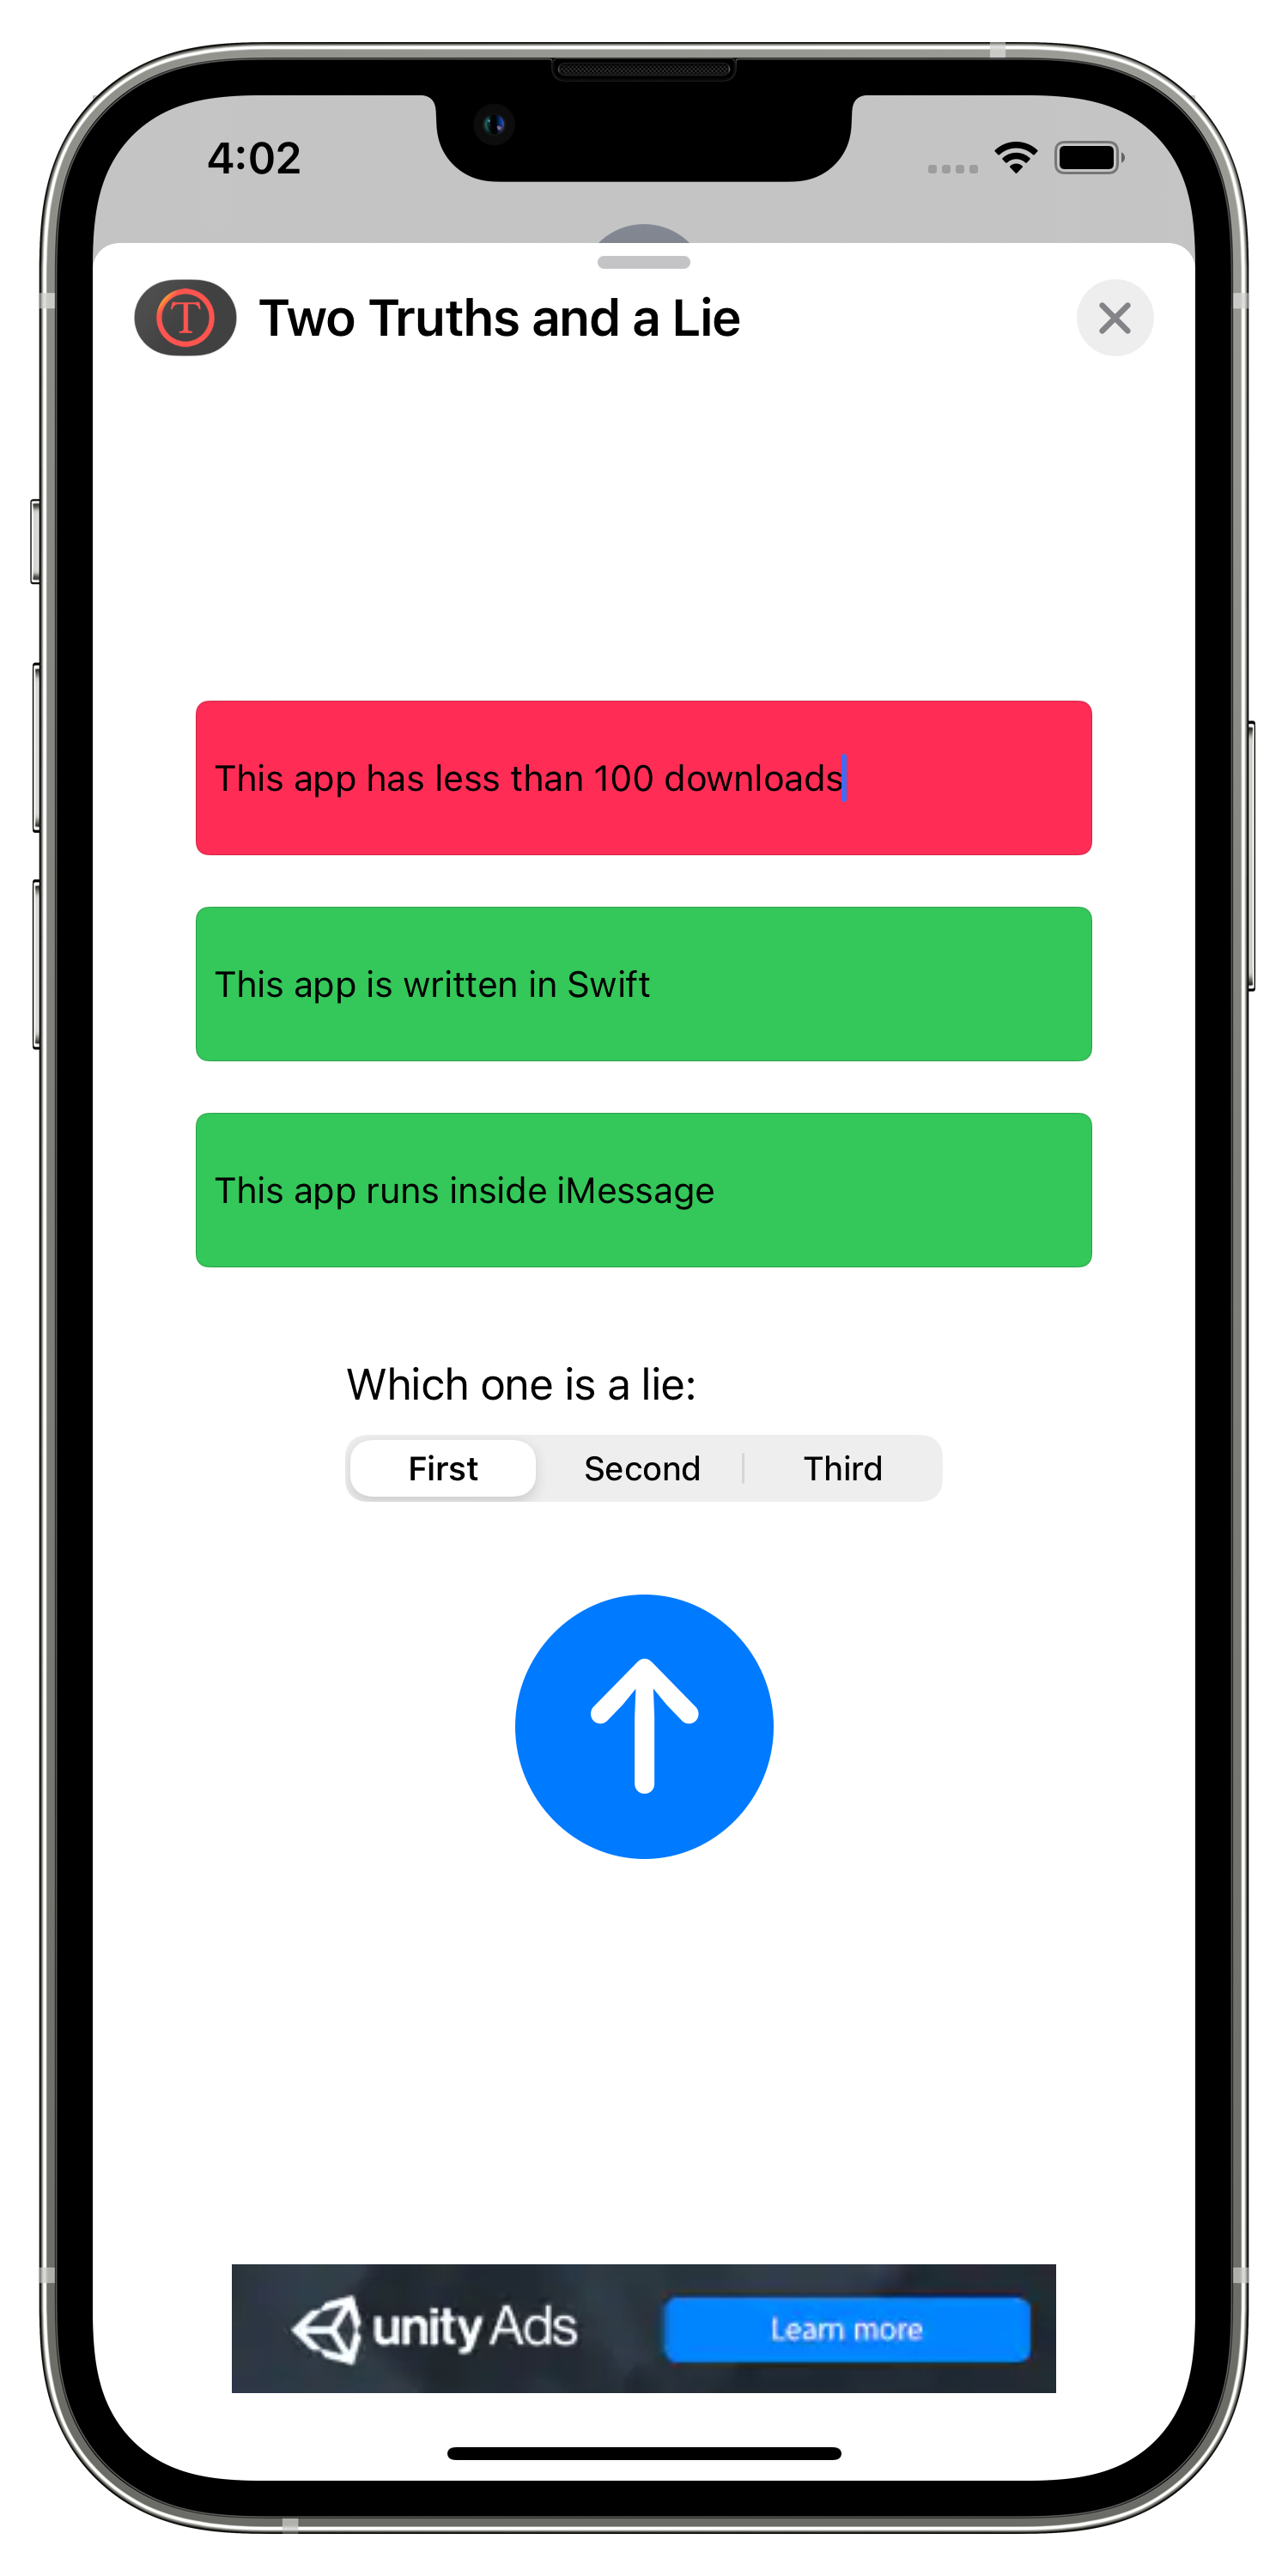 4:02
T Two Truths and a Lie
This app has less than 100 downloads
This app is written in Swift
This app runs inside iMessage
Which one is a lie:
First Second Third
unity Ads Learn more